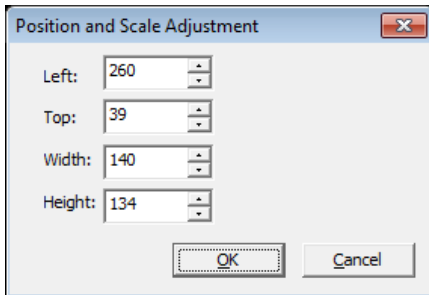 Position and Scale Adjustment
Left: 260
Top: 39
Width: 140
Height: 134
OK Cancel